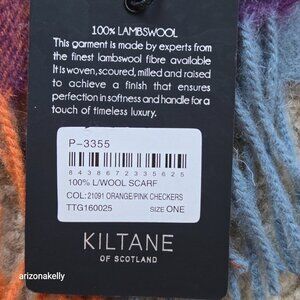 100% LAMBSWOOL
This garment is made by experts from
the finest lambswool fibre available
It is woven, scoured, milled and raised
to achieve a finish that ensures
perfection in softness and handle for a
touch of timeless luxury.
P-3355
8438672335625
100% L/WOOL SCARF
COL: 21091 ORANGE/PINK CHECKERS
TTG160025 SIZE ONE
KILTANE
OF SCOTLAND
arizonakelly